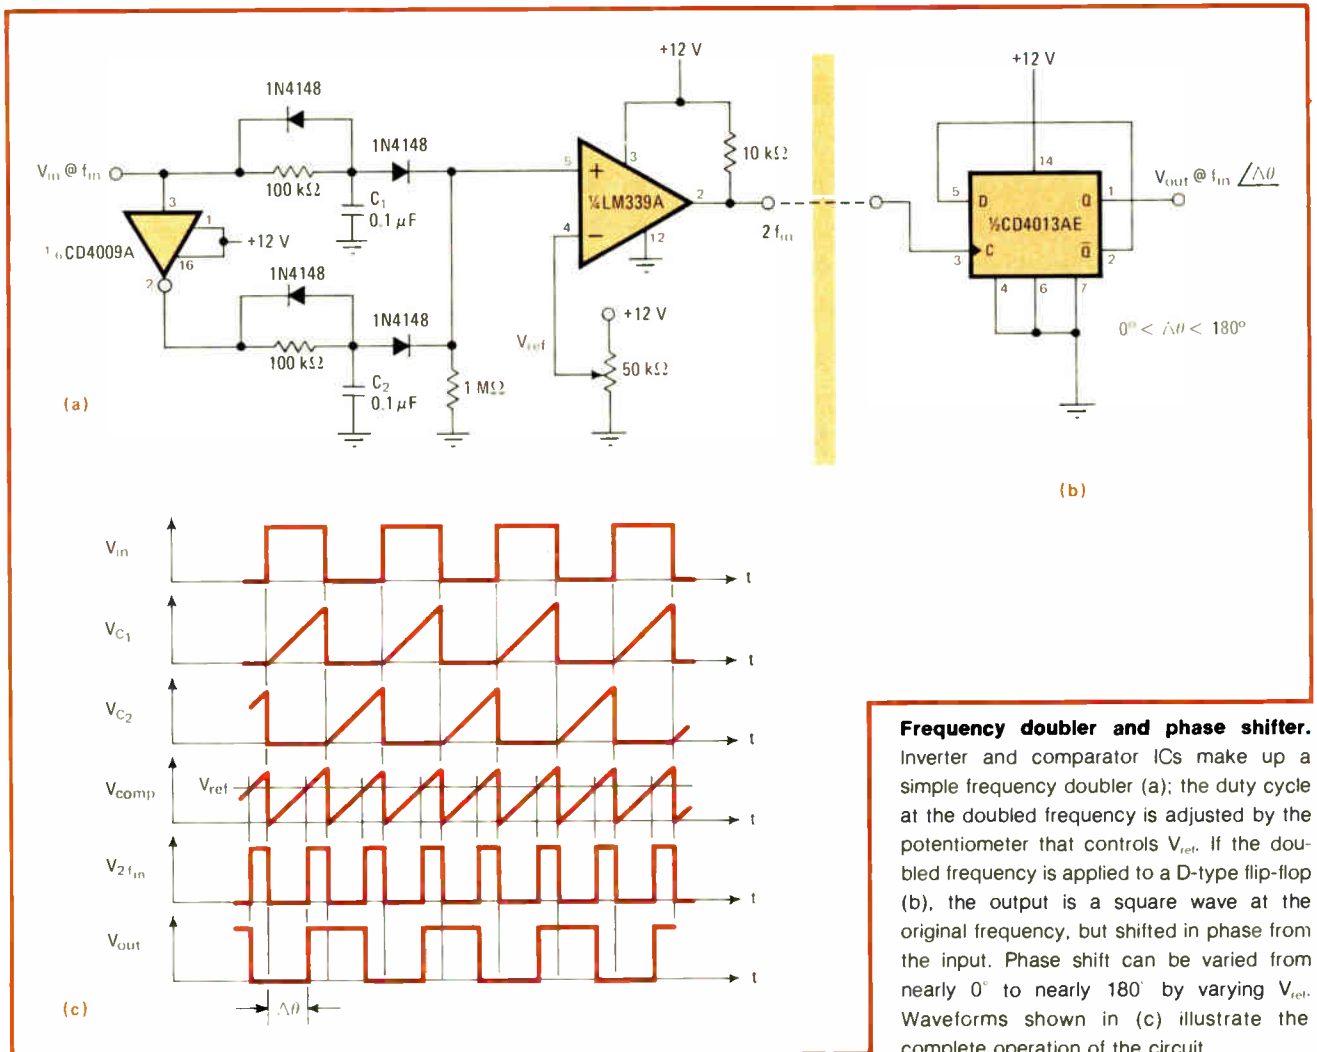 +12 V
1N4148
1N4148
V_in @ f_in
100 kΩ
C₁
0.1 μF
3
1
+12 V
16
1/6 CD4009A
2
1N4148
1N4148
100 kΩ
C₂
0.1 μF
1 MΩ
5
+
3
¼LM339A
2
4
−
12
10 kΩ
2 f_in
V_ref
+12 V
50 kΩ
(a)
+12 V
14
5
D
Q
1
½CD4013AE
3
C
Q̅
2
4
6
7
V_out @ f_in ∠Δθ
0° < Δθ < 180°
(b)
V_in
t
V_C₁
t
V_C₂
t
V_comp
V_ref
t
V_2f_in
t
V_out
t
Δθ
(c)
Frequency doubler and phase shifter.
Inverter and comparator ICs make up a
simple frequency doubler (a); the duty cycle
at the doubled frequency is adjusted by the
potentiometer that controls V_ref. If the dou-
bled frequency is applied to a D-type flip-flop
(b), the output is a square wave at the
original frequency, but shifted in phase from
the input. Phase shift can be varied from
nearly 0° to nearly 180° by varying V_ref.
Waveforms shown in (c) illustrate the
complete operation of the circuit